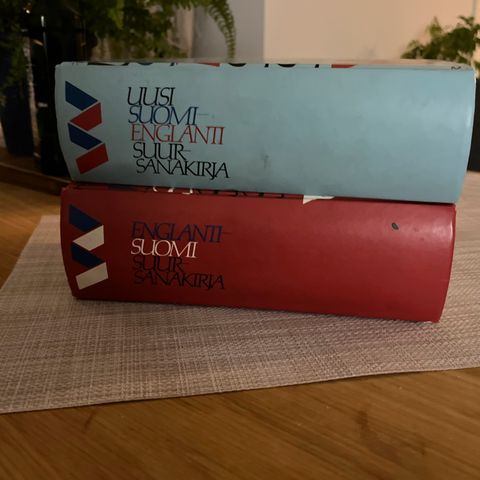 UUSI
SUOMI-
ENGLANTI
SUUR-
SANAKIRJA
ENGLANTI-
SUOMI
SUUR-
SANAKIRJA